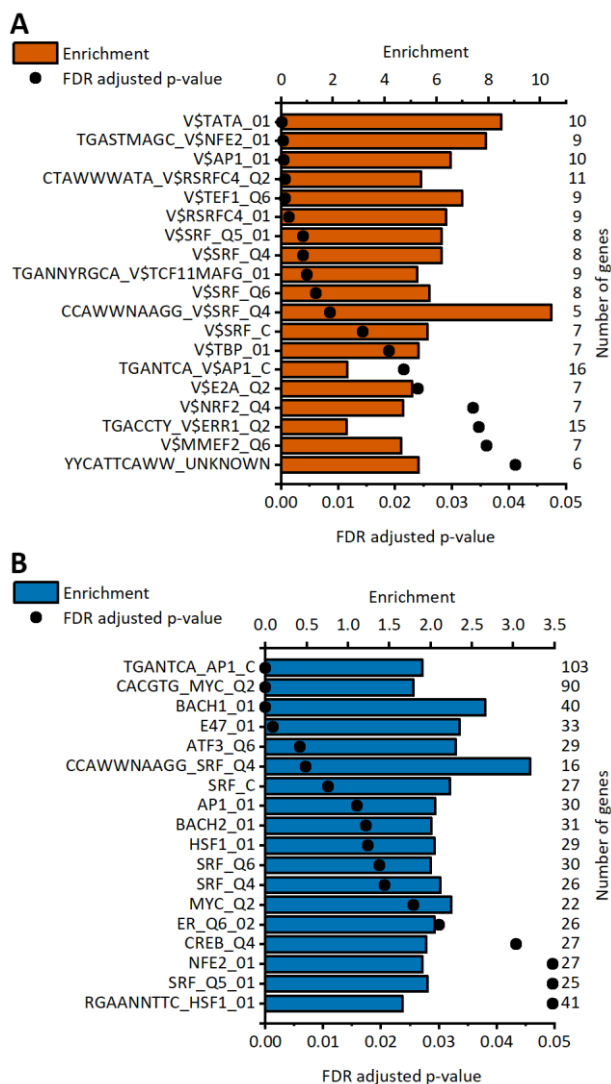 A
Enrichment
FDR adjusted p-value
Enrichment
0 2 4 6 8 10
V$TATA_01 10
TGASTMAGC_V$NFE2_01 9
V$AP1_01 10
CTAWWWATA_V$RSRFC4_Q2 11
V$TEF1_Q6 9
V$RSRFC4_01 9
V$SRF_Q5_01 8
V$SRF_Q4 8
TGANNYRGCA_V$TCF11MAFG_01 9
V$SRF_Q6 8
CCAWWNAAGG_V$SRF_Q4 5
V$SRF_C 7
V$TBP_01 7
TGANTCA_V$AP1_C 16
V$E2A_Q2 7
V$NRF2_Q4 7
TGACCTY_V$ERR1_Q2 15
V$MMEF2_Q6 7
YYCATTCAWW_UNKNOWN 6
Number of genes
0.00 0.01 0.02 0.03 0.04 0.05
FDR adjusted p-value
B
Enrichment
FDR adjusted p-value
Enrichment
0.0 0.5 1.0 1.5 2.0 2.5 3.0 3.5
TGANTCA_AP1_C 103
CACGTG_MYC_Q2 90
BACH1_01 40
E47_01 33
ATF3_Q6 29
CCAWWNAAGG_SRF_Q4 16
SRF_C 27
AP1_01 30
BACH2_01 31
HSF1_01 29
SRF_Q6 30
SRF_Q4 26
MYC_Q2 22
ER_Q6_02 26
CREB_Q4 27
NFE2_01 27
SRF_Q5_01 25
RGAANNTTC_HSF1_01 41
Number of genes
0.00 0.01 0.02 0.03 0.04 0.05
FDR adjusted p-value